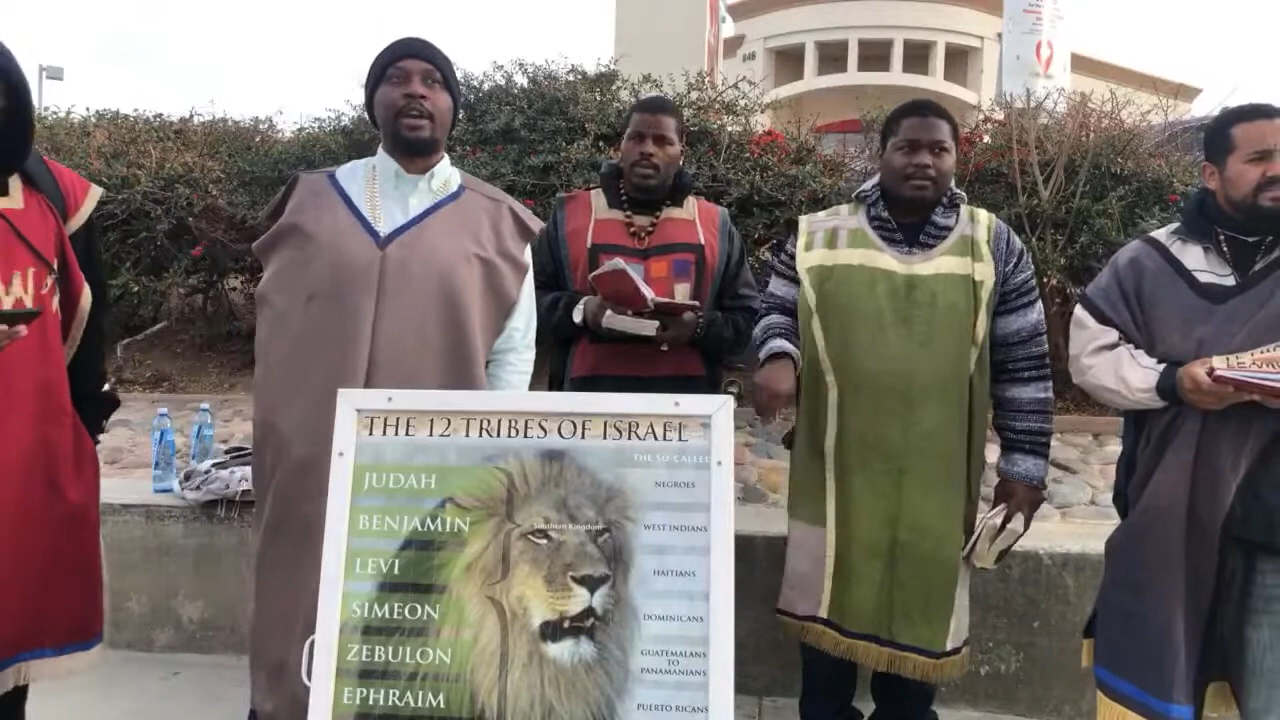 846
THE 12 TRIBES OF ISRAEL
THE SO CALLED
JUDAH
NEGROES
Southern Kingdom
BENJAMIN
WEST INDIANS
LEVI
HAITIANS
SIMEON
DOMINICANS
ZEBULON
GUATEMALANS
TO
PANAMANIANS
EPHRAIM
PUERTO RICANS